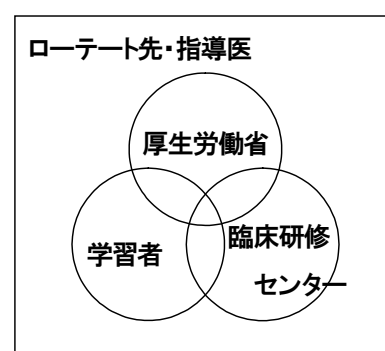 ローテート先・指導医
厚生労働省
学習者
臨床研修
センター